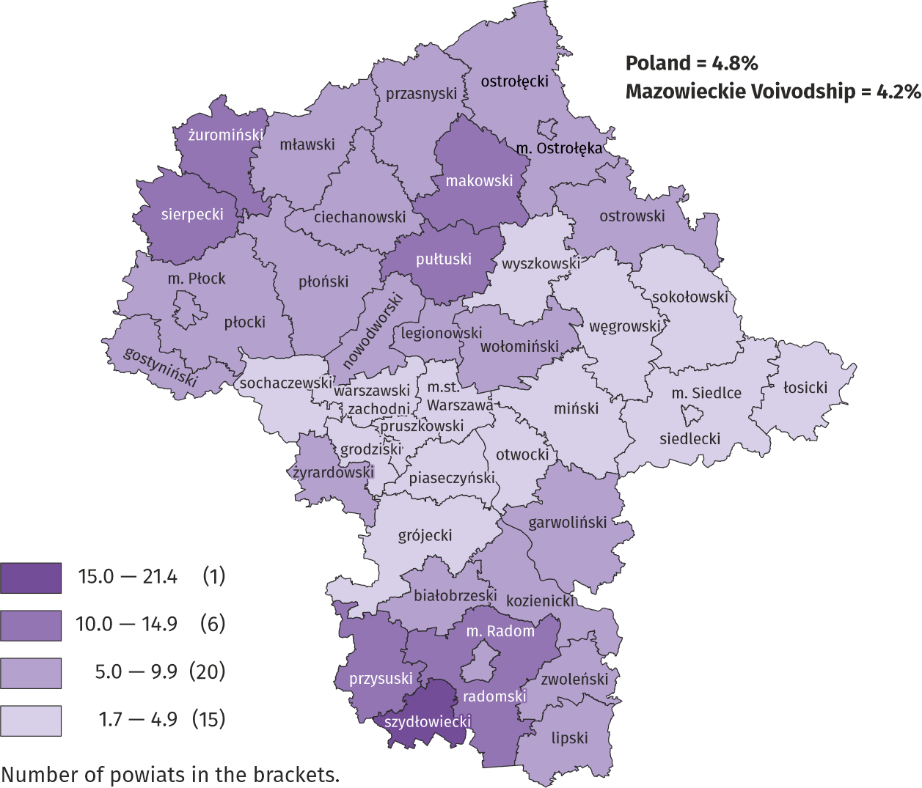 Poland = 4.8%
Mazowieckie Voivodship = 4.2%
ostrołęcki
przasnyski
żuromiński
mławski
m. Ostrołęka
makowski
sierpecki
ciechanowski
ostrowski
pułtuski
wyszkowski
m. Płock
płoński
sokołowski
płocki
nowodworski
legionowski
węgrowski
wołomiński
gostyniński
sochaczewski
warszawski
zachodni
m.st.
Warszawa
m. Siedlce
łosicki
miński
pruszkowski
siedlecki
grodziski
otwocki
żyrardowski
piaseczyński
garwoliński
grójecki
białobrzeski
kozienicki
m. Radom
przysuski
zwoleński
radomski
szydłowiecki
lipski
15.0 — 21.4 (1)
10.0 — 14.9 (6)
5.0 — 9.9 (20)
1.7 — 4.9 (15)
Number of powiats in the brackets.